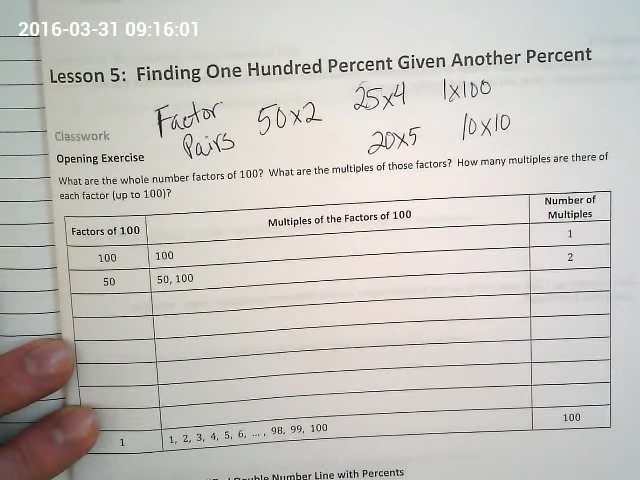 2016-03-31 09:16:01
Lesson 5: Finding One Hundred Percent Given Another Percent
Factor Pairs
50x2
25x4
1x100
20x5
10x10
Classwork
Opening Exercise
What are the whole number factors of 100? What are the multiples of those factors? How many multiples are there of
each factor (up to 100)?
Factors of 100 Multiples of the Factors of 100 Number of Multiples
100 100 1
50 50, 100 2
1 1, 2, 3, 4, 5, 6, ... , 98, 99, 100 100
Double Number Line with Percents